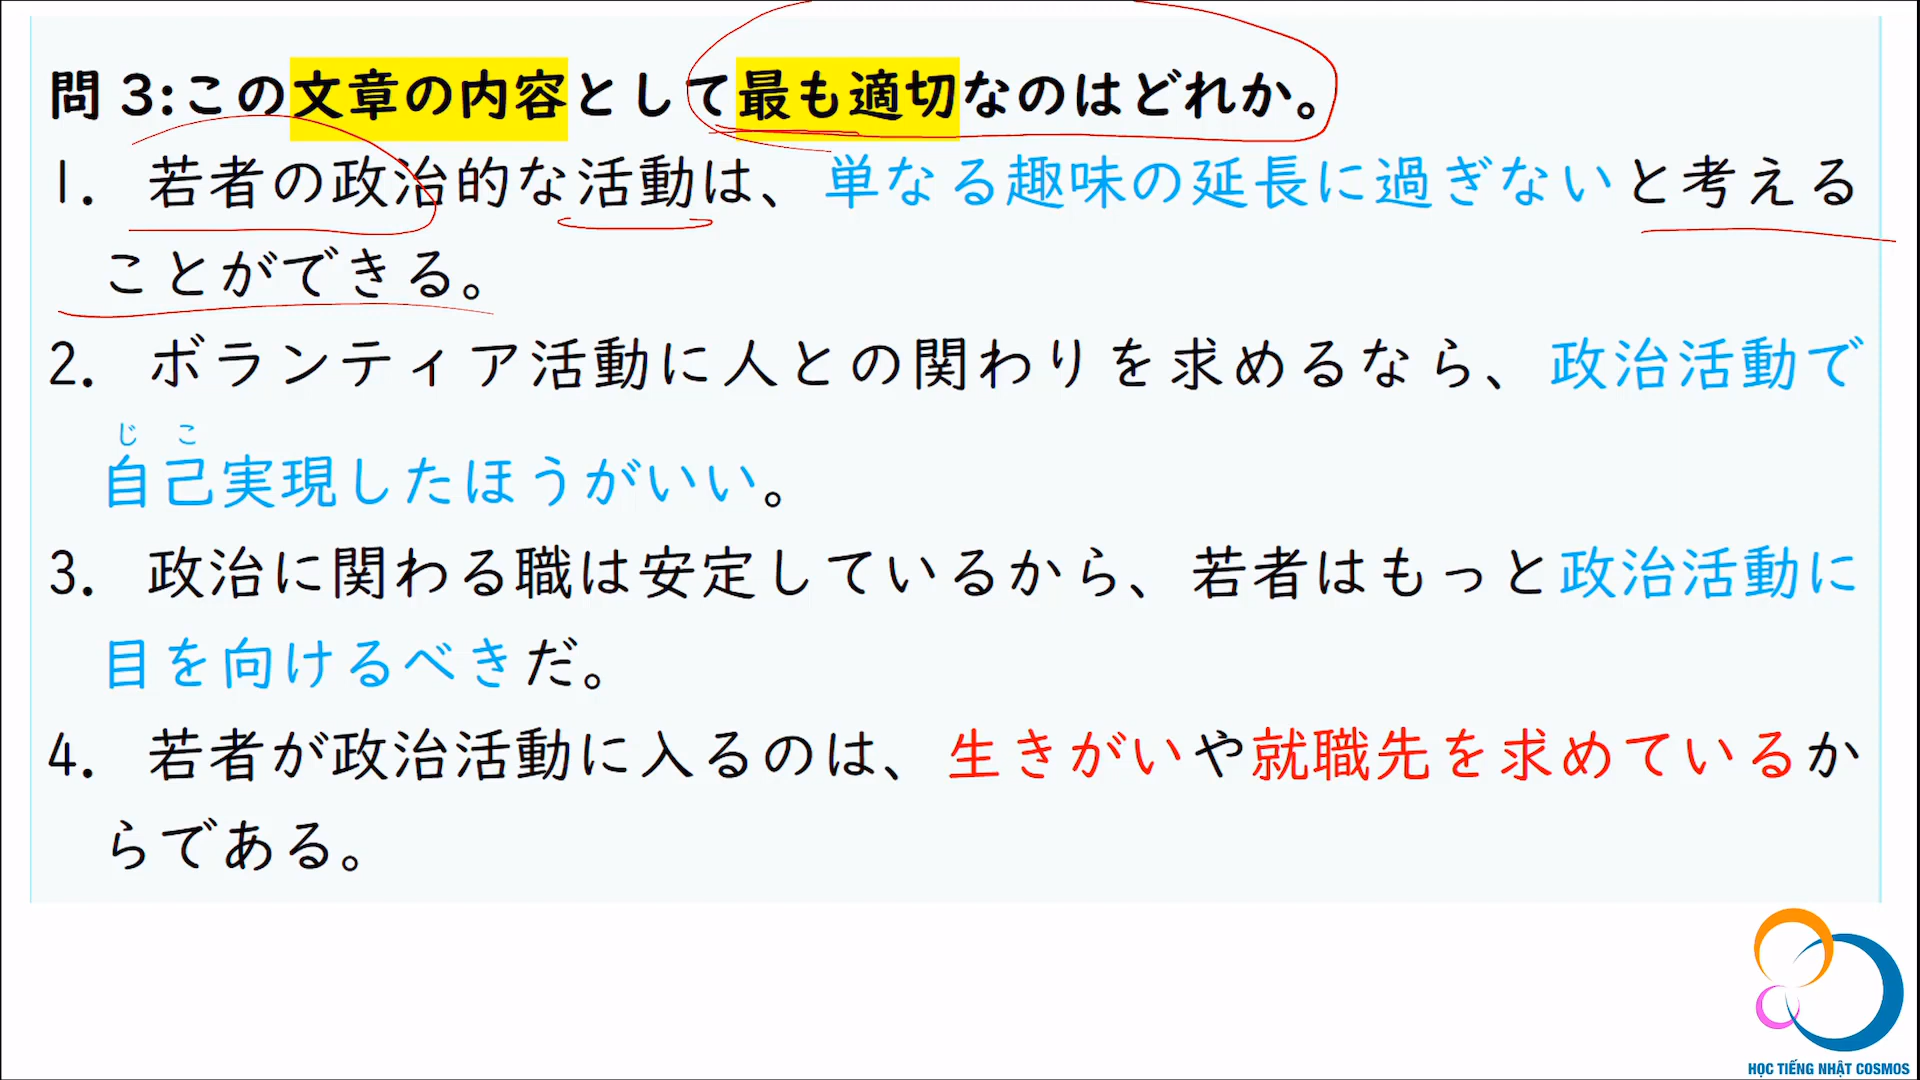 問 3:この文章の内容として最も適切なのはどれか。
1. 若者の政治的な活動は、単なる趣味の延長に過ぎないと考える
ことができる。
2. ボランティア活動に人との関わりを求めるなら、政治活動で
じ こ
自己実現したほうがいい。
3. 政治に関わる職は安定しているから、若者はもっと政治活動に
目を向けるべきだ。
4. 若者が政治活動に入るのは、生きがいや就職先を求めているか
らである。
HỌC TIẾNG NHẬT COSMOS